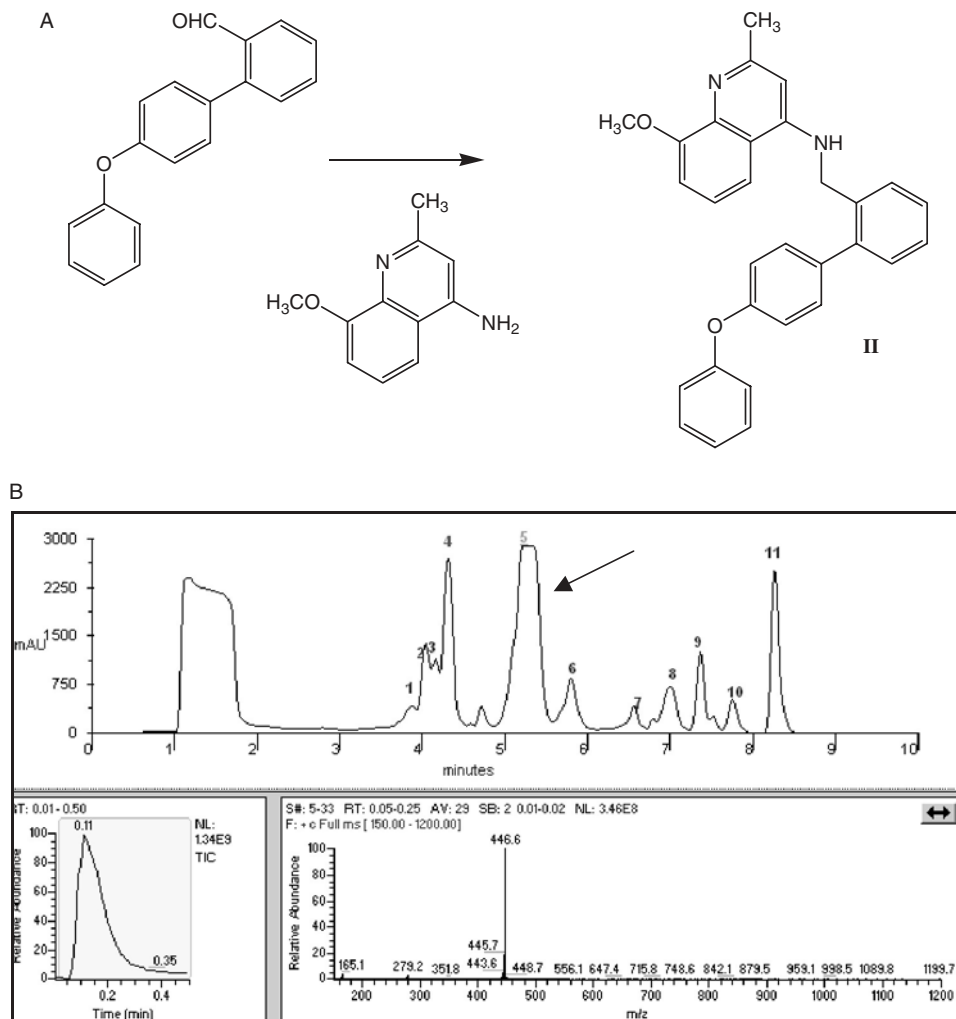 A
OHC
O
CH₃
N
H₃CO
NH₂
CH₃
N
H₃CO
NH
O
II
B
3000
2250
mAU
1500
750
0
1
2
3
4
5
6
7
8
9
10
11
0 1 2 3 4 5 6 7 8 9 10
minutes
RT: 0.01 - 0.50
0.11
NL:
1.34E9
TIC
Relative Abundance
100
80
60
40
20
0
0.35
0.2 0.4
Time (min)
S#: 5-33 RT: 0.05-0.25 AV: 29 SB: 2 0.01-0.02 NL: 3.46E8
F: + c Full ms [ 150.00 - 1200.00]
446.6
Relative Abundance
100
80
60
40
20
0
445.7
165.1 279.2 351.8 443.6 448.7 556.1 647.4 715.8 748.6 842.1 879.5 959.1 998.5 1089.8 1199.7
200 300 400 500 600 700 800 900 1000 1100 1200
m/z